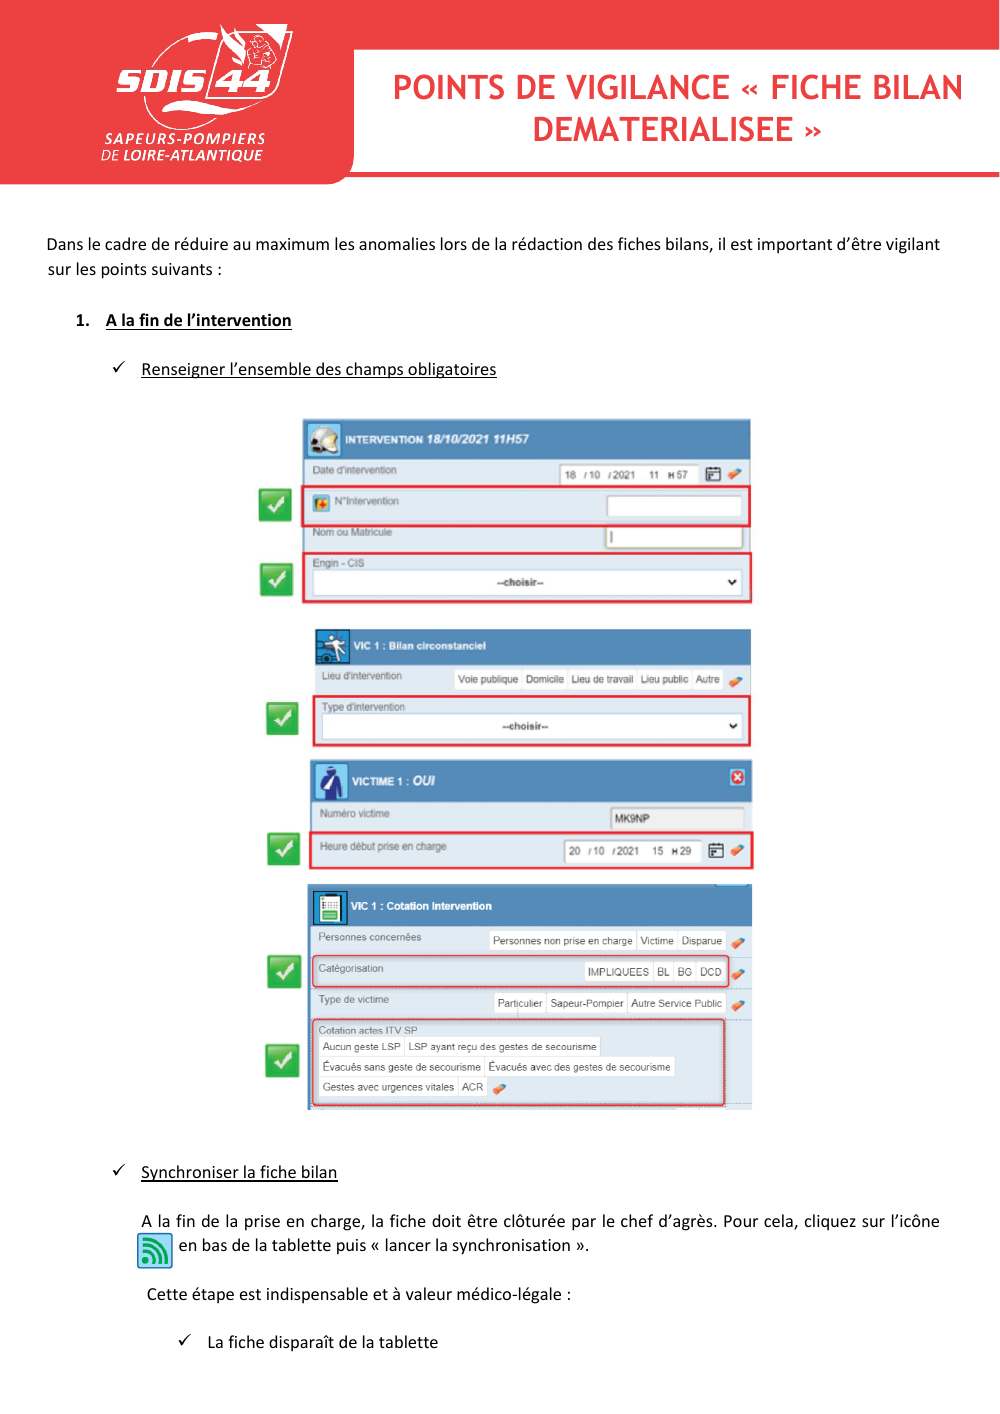 SDIS 44
SAPEURS-POMPIERS
DE LOIRE-ATLANTIQUE
POINTS DE VIGILANCE « FICHE BILAN
DEMATERIALISEE »
Dans le cadre de réduire au maximum les anomalies lors de la rédaction des fiches bilans, il est important d’être vigilant
sur les points suivants :
1. A la fin de l’intervention
✓ Renseigner l’ensemble des champs obligatoires
INTERVENTION 18/10/2021 11H57
Date d'intervention
18 / 10 / 2021 11 H 57
N°Intervention
Nom ou Matricule
Engin - CIS
--choisir--
VIC 1 : Bilan circonstanciel
Lieu d'intervention
Voie publique Domicile Lieu de travail Lieu public Autre
Type d'intervention
--choisir--
VICTIME 1 : OUI
Numéro victime
MK9NP
Heure début prise en charge
20 / 10 / 2021 15 H 29
VIC 1 : Cotation Intervention
Personnes concernées
Personnes non prise en charge Victime Disparue
Catégorisation
IMPLIQUEES BL BG DCD
Type de victime
Particulier Sapeur-Pompier Autre Service Public
Cotation actes ITV SP
Aucun geste LSP LSP ayant reçu des gestes de secourisme
Évacués sans geste de secourisme Évacués avec des gestes de secourisme
Gestes avec urgences vitales ACR
✓ Synchroniser la fiche bilan
A la fin de la prise en charge, la fiche doit être clôturée par le chef d’agrès. Pour cela, cliquez sur l’icône
en bas de la tablette puis « lancer la synchronisation ».
Cette étape est indispensable et à valeur médico-légale :
✓ La fiche disparaît de la tablette